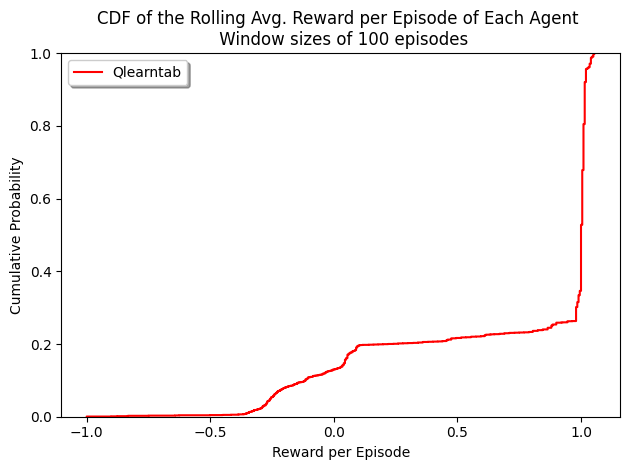 CDF of the Rolling Avg. Reward per Episode of Each Agent
Window sizes of 100 episodes
Qlearntab
1.0
0.8
0.6
0.4
0.2
0.0
Cumulative Probability
−1.0
−0.5
0.0
0.5
1.0
Reward per Episode